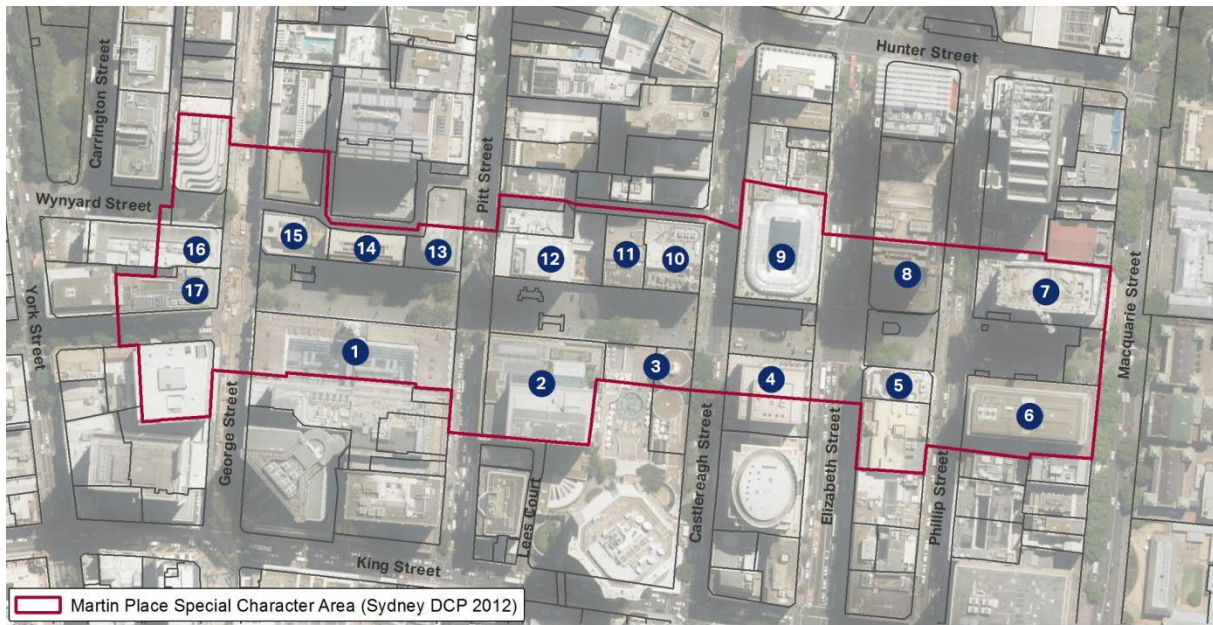 Hunter Street
Carrington Street
Pitt Street
Wynyard Street
15
14
13
12
11
10
9
8
7
16
17
York Street
Macquarie Street
1
2
3
4
5
6
George Street
Castlereagh Street
Elizabeth Street
Phillip Street
Lees Court
King Street
Martin Place Special Character Area (Sydney DCP 2012)